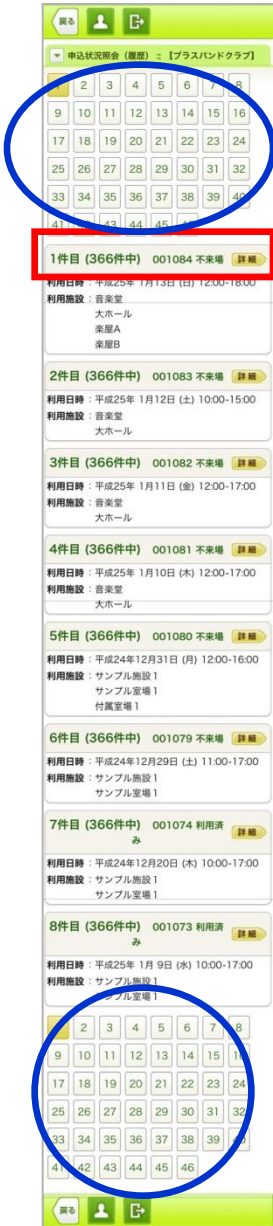 戻る
申込状況照会（履歴）::【ブラスバンドクラブ】
1 2 3 4 5 6 7 8
9 10 11 12 13 14 15 16
17 18 19 20 21 22 23 24
25 26 27 28 29 30 31 32
33 34 35 36 37 38 39 40
41 42 43 44 45 46
1件目 (366件中) 001084 不来場 詳細
利用日時：平成25年 1月13日 (日) 12:00-18:00
利用施設：音楽堂
大ホール
楽屋A
楽屋B
2件目 (366件中) 001083 不来場 詳細
利用日時：平成25年 1月12日 (土) 10:00-15:00
利用施設：音楽堂
大ホール
3件目 (366件中) 001082 不来場 詳細
利用日時：平成25年 1月11日 (金) 12:00-17:00
利用施設：音楽堂
大ホール
4件目 (366件中) 001081 不来場 詳細
利用日時：平成25年 1月10日 (木) 12:00-17:00
利用施設：音楽堂
大ホール
5件目 (366件中) 001080 不来場 詳細
利用日時：平成24年12月31日 (月) 12:00-16:00
利用施設：サンプル施設1
サンプル室場1
付属室場1
6件目 (366件中) 001079 不来場 詳細
利用日時：平成24年12月29日 (土) 11:00-17:00
利用施設：サンプル施設1
サンプル室場1
7件目 (366件中) 001074 利用済
み
詳細
利用日時：平成24年12月20日 (木) 10:00-17:00
利用施設：サンプル施設1
サンプル室場1
8件目 (366件中) 001073 利用済
み
詳細
利用日時：平成25年 1月 9日 (水) 10:00-17:00
利用施設：サンプル施設1
サンプル室場1
1 2 3 4 5 6 7 8
9 10 11 12 13 14 15 16
17 18 19 20 21 22 23 24
25 26 27 28 29 30 31 32
33 34 35 36 37 38 39 40
41 42 43 44 45 46
戻る